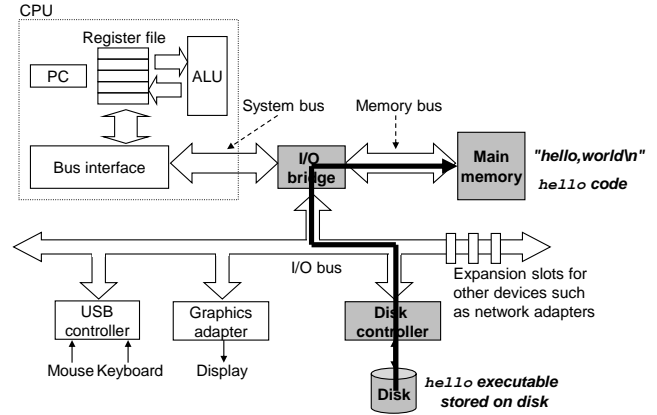 CPU
Register file
PC
ALU
System bus
Memory bus
Bus interface
I/O
bridge
Main
memory
"hello,world\n"
hello code
I/O bus
Expansion slots for
other devices such
as network adapters
USB
controller
Graphics
adapter
Disk
controller
Mouse Keyboard
Display
Disk
hello executable
stored on disk